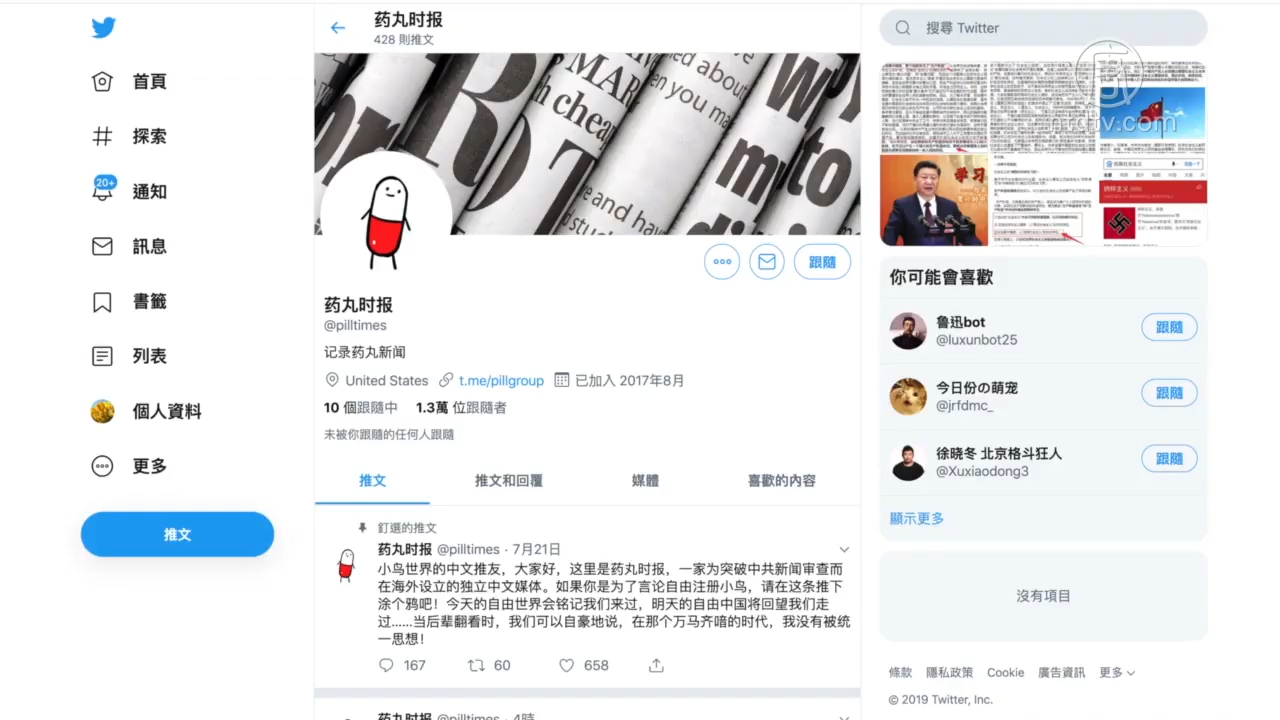 药丸时报
428 則推文
搜尋 Twitter
首頁
探索
20+
通知
訊息
書籤
列表
個人資料
更多
推文
ntdtv.com
about
MAR
en you ma
h chea
and ha
B
to
学习
跟隨
药丸时报
@pilltimes
记录药丸新闻
United States t.me/pillgroup 已加入 2017年8月
10 個跟隨中 1.3萬 位跟隨者
未被你跟隨的任何人跟隨
推文 推文和回覆 媒體 喜歡的內容
釘選的推文
药丸时报 @pilltimes · 7月21日
小鸟世界的中文推友，大家好，这里是药丸时报，一家为突破中共新闻审查而
在海外设立的独立中文媒体。如果你是为了言论自由注册小鸟，请在这条推下
涂个鸦吧！今天的自由世界会铭记我们来过，明天的自由中国将回望我们走
过......当后辈翻看时，我们可以自豪地说，在那个万马齐喑的时代，我没有被统
一思想！
167 60 658
药丸时报 @pilltimes · 4時
你可能會喜歡
鲁迅bot
@luxunbot25
跟隨
今日份の萌宠
@jrfdmc_
跟隨
徐晓冬 北京格斗狂人
@Xuxiaodong3
跟隨
顯示更多
沒有項目
條款 隱私政策 Cookie 廣告資訊 更多
© 2019 Twitter, Inc.